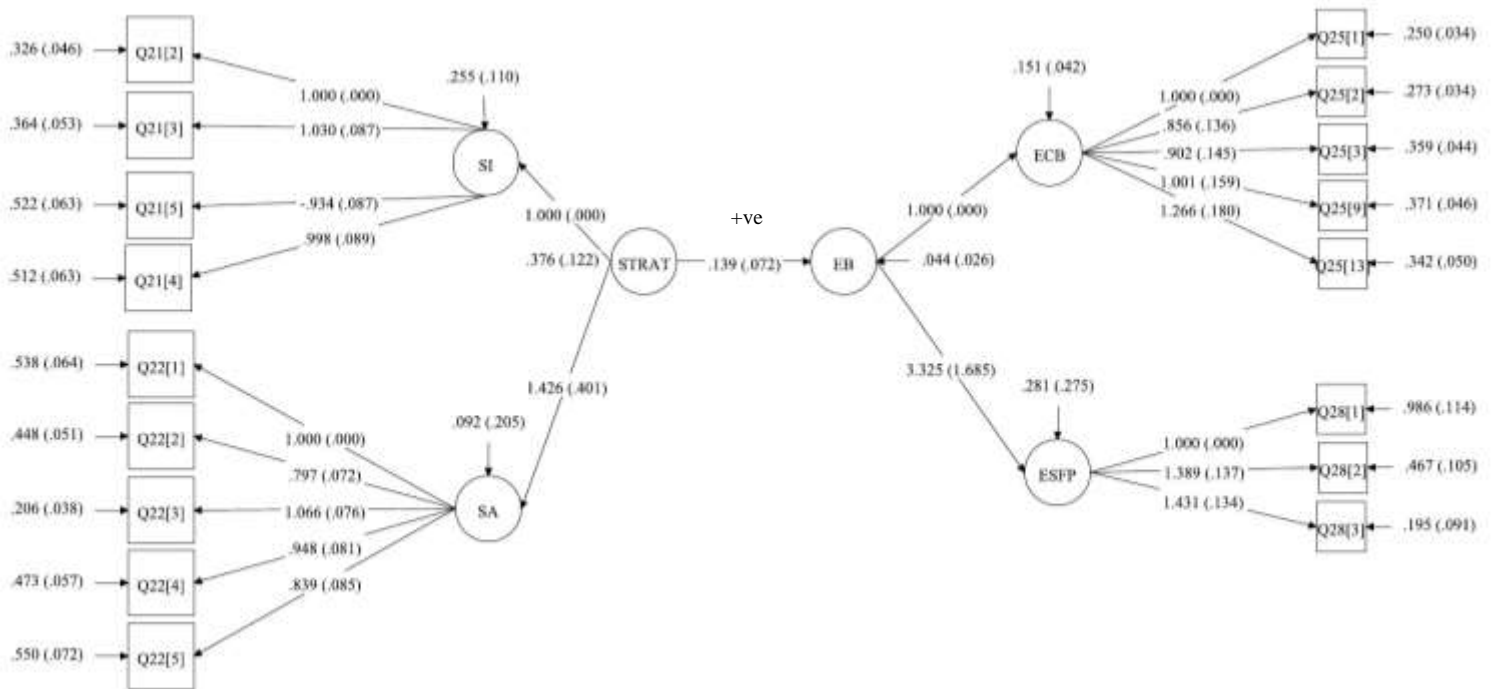 .326 (.046)
Q21[2]
.364 (.053)
Q21[3]
.522 (.063)
Q21[5]
.512 (.063)
Q21[4]
1.000 (.000)
1.030 (.087)
-.934 (.087)
.998 (.089)
.255 (.110)
SI
1.000 (.000)
.376 (.122)
STRAT
1.426 (.401)
.538 (.064)
Q22[1]
.448 (.051)
Q22[2]
.206 (.038)
Q22[3]
.473 (.057)
Q22[4]
.550 (.072)
Q22[5]
1.000 (.000)
.797 (.072)
1.066 (.076)
.948 (.081)
.839 (.085)
.092 (.205)
SA
+ve
.139 (.072)
EB
.044 (.026)
1.000 (.000)
3.325 (1.685)
.151 (.042)
ECB
1.000 (.000)
.856 (.136)
.902 (.145)
1.001 (.159)
1.266 (.180)
Q25[1]
.250 (.034)
Q25[2]
.273 (.034)
Q25[3]
.359 (.044)
Q25[9]
.371 (.046)
Q25[13]
.342 (.050)
.281 (.275)
ESFP
1.000 (.000)
1.389 (.137)
1.431 (.134)
Q28[1]
.986 (.114)
Q28[2]
.467 (.105)
Q28[3]
.195 (.091)